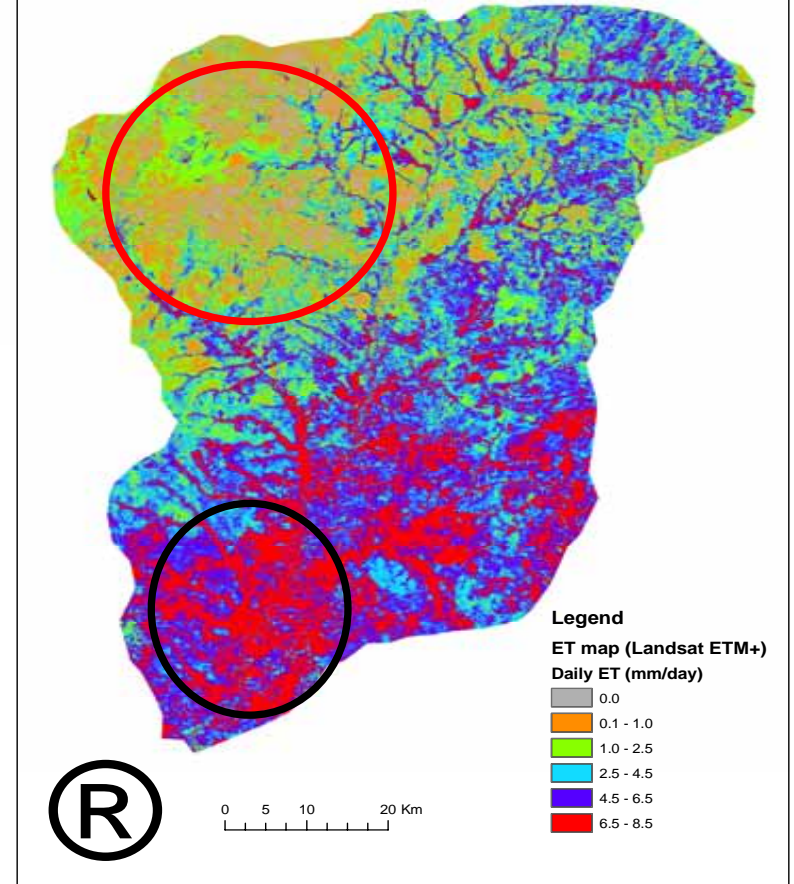 Legend
ET map (Landsat ETM+)
Daily ET (mm/day)
0.0
0.1 - 1.0
1.0 - 2.5
2.5 - 4.5
4.5 - 6.5
6.5 - 8.5
R
0 5 10 20 Km